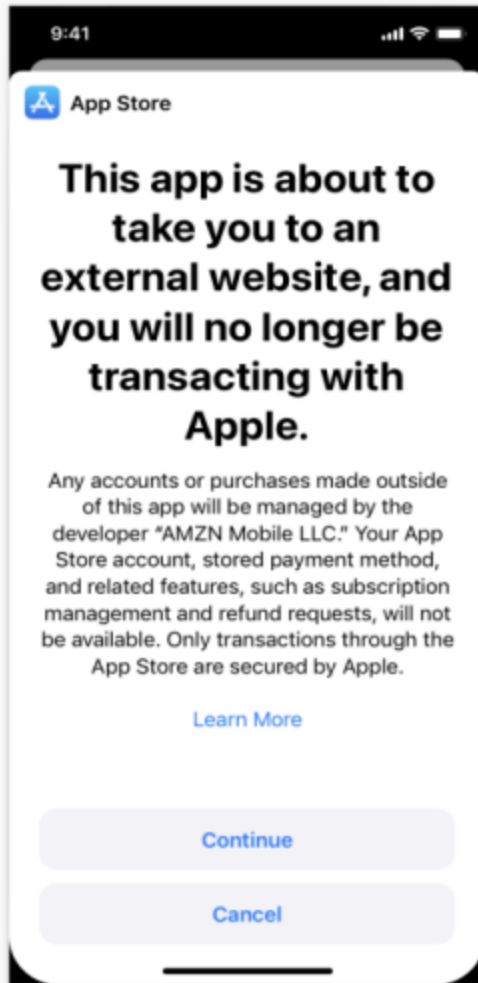 9:41
App Store
This app is about to
take you to an
external website, and
you will no longer be
transacting with
Apple.
Any accounts or purchases made outside
of this app will be managed by the
developer “AMZN Mobile LLC.” Your App
Store account, stored payment method,
and related features, such as subscription
management and refund requests, will not
be available. Only transactions through the
App Store are secured by Apple.
Learn More
Continue
Cancel